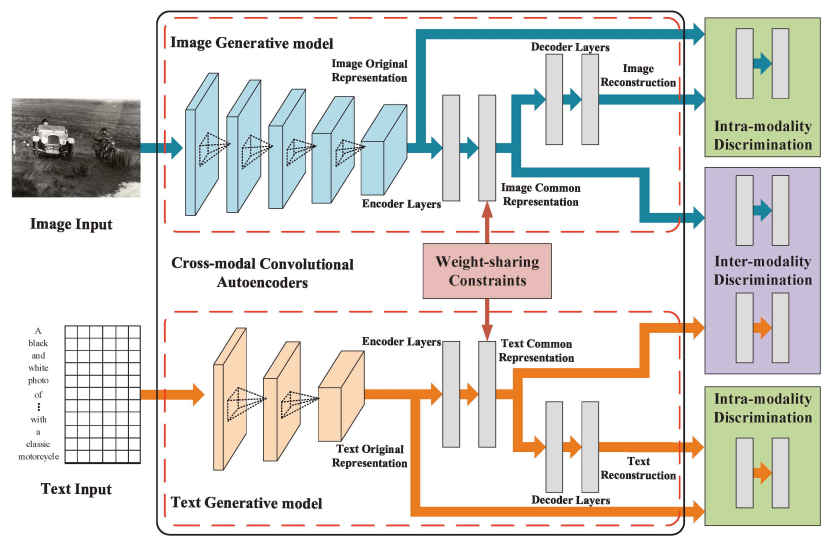 Image Generative model
Image Original
Representation
Decoder Layers
Image
Reconstruction
Intra-modality
Discrimination
Image Input
Encoder Layers
Image Common
Representation
Cross-modal Convolutional
Autoencoders
Weight-sharing
Constraints
Inter-modality
Discrimination
A
black
and
white
photo
of
⋮
with
a
classic
motorcycle
Text Input
Encoder Layers
Text Common
Representation
Text Original
Representation
Decoder Layers
Text
Reconstruction
Intra-modality
Discrimination
Text Generative model